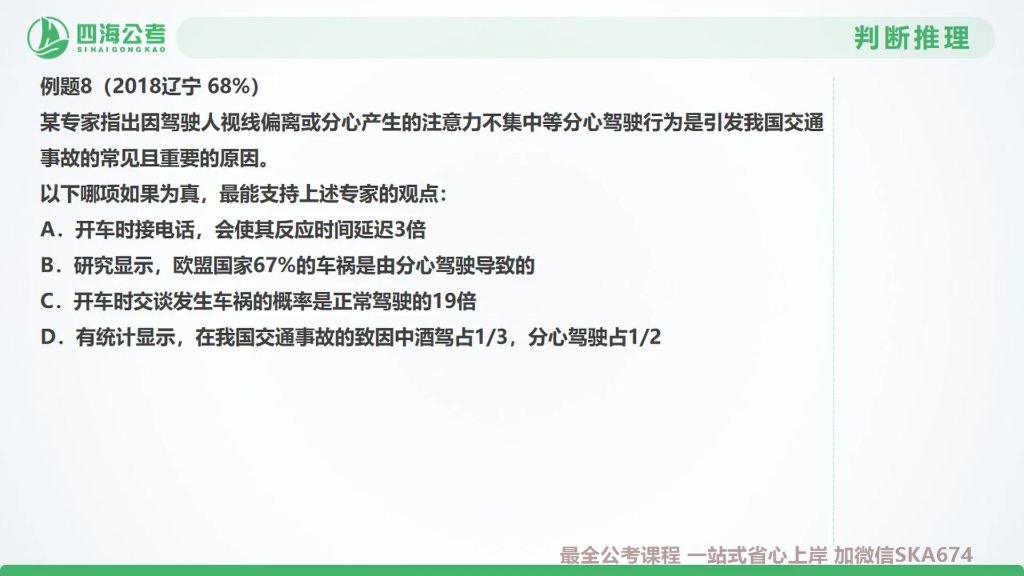 四海公考
SIHAIGONGKAO
判断推理
例题8（2018辽宁 68%）
某专家指出因驾驶人视线偏离或分心产生的注意力不集中等分心驾驶行为是引发我国交通
事故的常见且重要的原因。
以下哪项如果为真，最能支持上述专家的观点：
A．开车时接电话，会使其反应时间延迟3倍
B．研究显示，欧盟国家67%的车祸是由分心驾驶导致的
C．开车时交谈发生车祸的概率是正常驾驶的19倍
D．有统计显示，在我国交通事故的致因中酒驾占1/3，分心驾驶占1/2
最全公考课程 一站式省心上岸 加微信SKA674